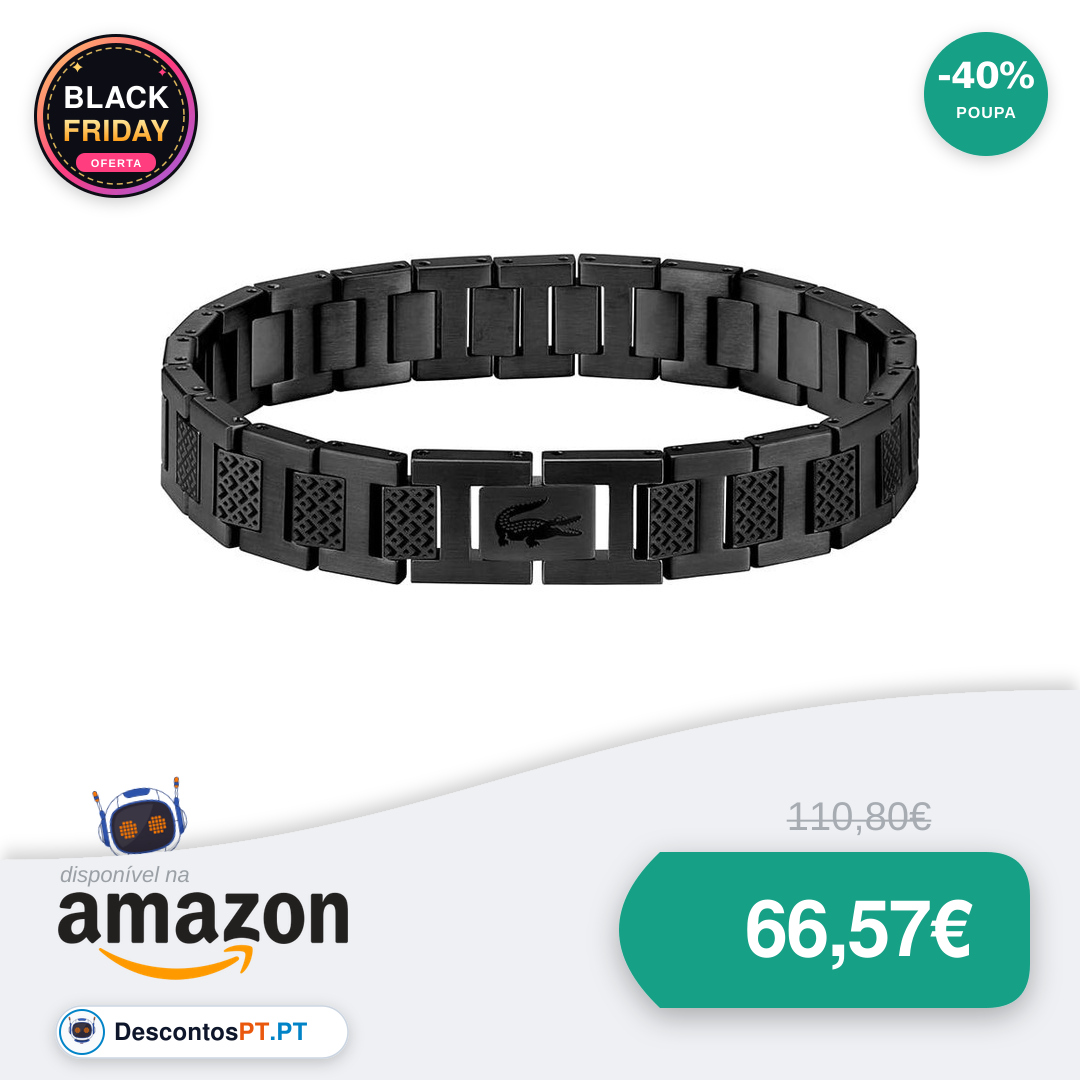 BLACK
FRIDAY
OFERTA
-40%
POUPA
110,80€
66,57€
disponível na
amazon
DescontosPT.PT